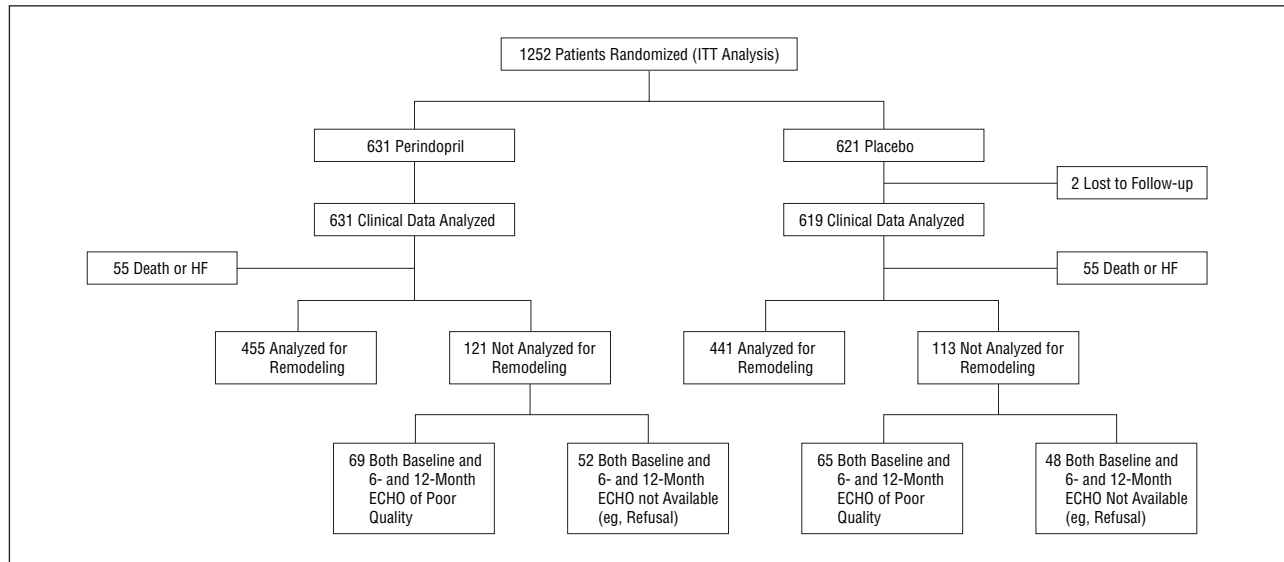 1252 Patients Randomized (ITT Analysis)
631 Perindopril
621 Placebo
2 Lost to Follow-up
631 Clinical Data Analyzed
619 Clinical Data Analyzed
55 Death or HF
55 Death or HF
455 Analyzed for
Remodeling
121 Not Analyzed for
Remodeling
441 Analyzed for
Remodeling
113 Not Analyzed for
Remodeling
69 Both Baseline and
6- and 12-Month
ECHO of Poor
Quality
52 Both Baseline and
6- and 12-Month
ECHO not Available
(eg, Refusal)
65 Both Baseline and
6- and 12-Month
ECHO of Poor
Quality
48 Both Baseline and
6- and 12-Month
ECHO Not Available
(eg, Refusal)